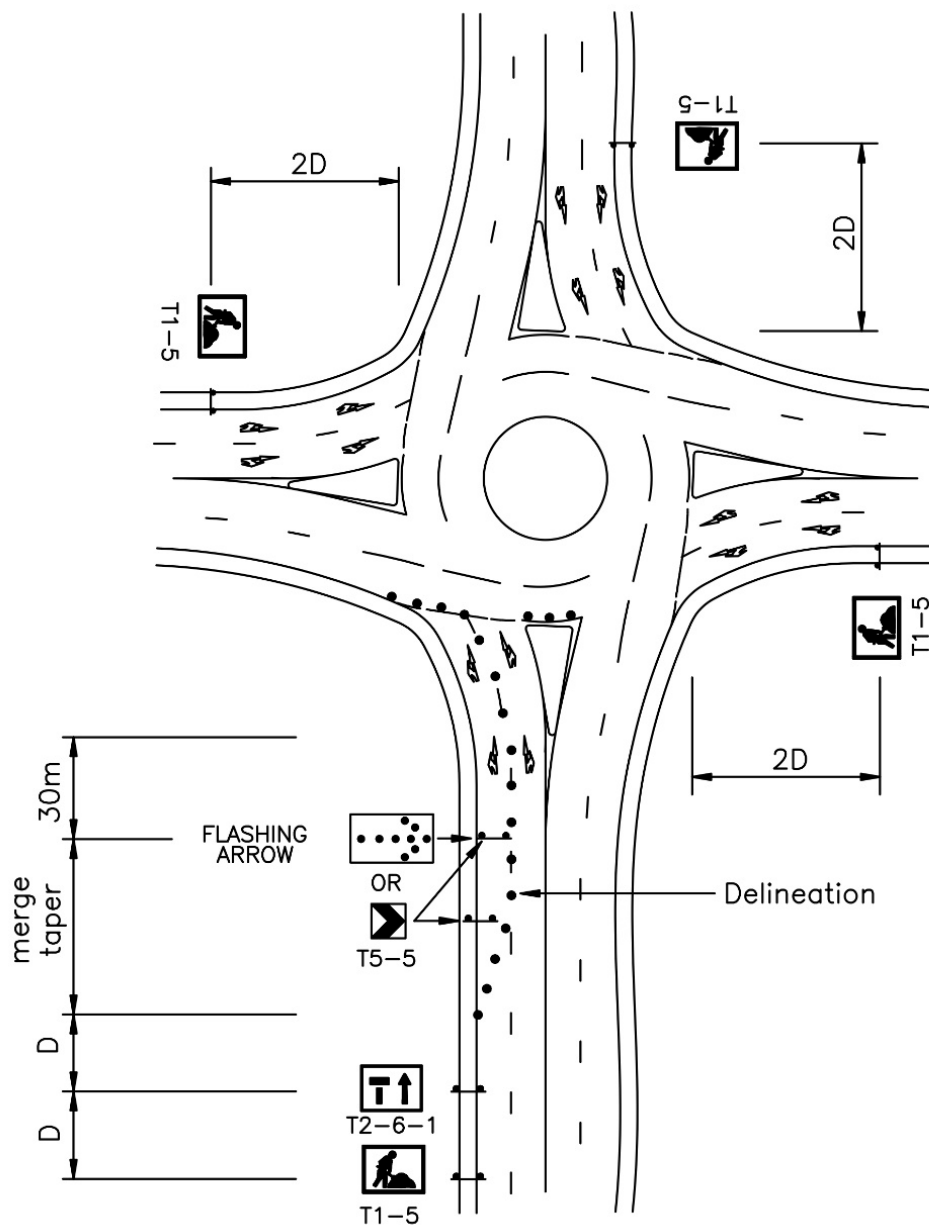 T1-5
2D
2D
T1-5
T1-5
2D
30m
FLASHING
ARROW
OR
Delineation
merge
taper
T5-5
D
T2-6-1
D
T1-5